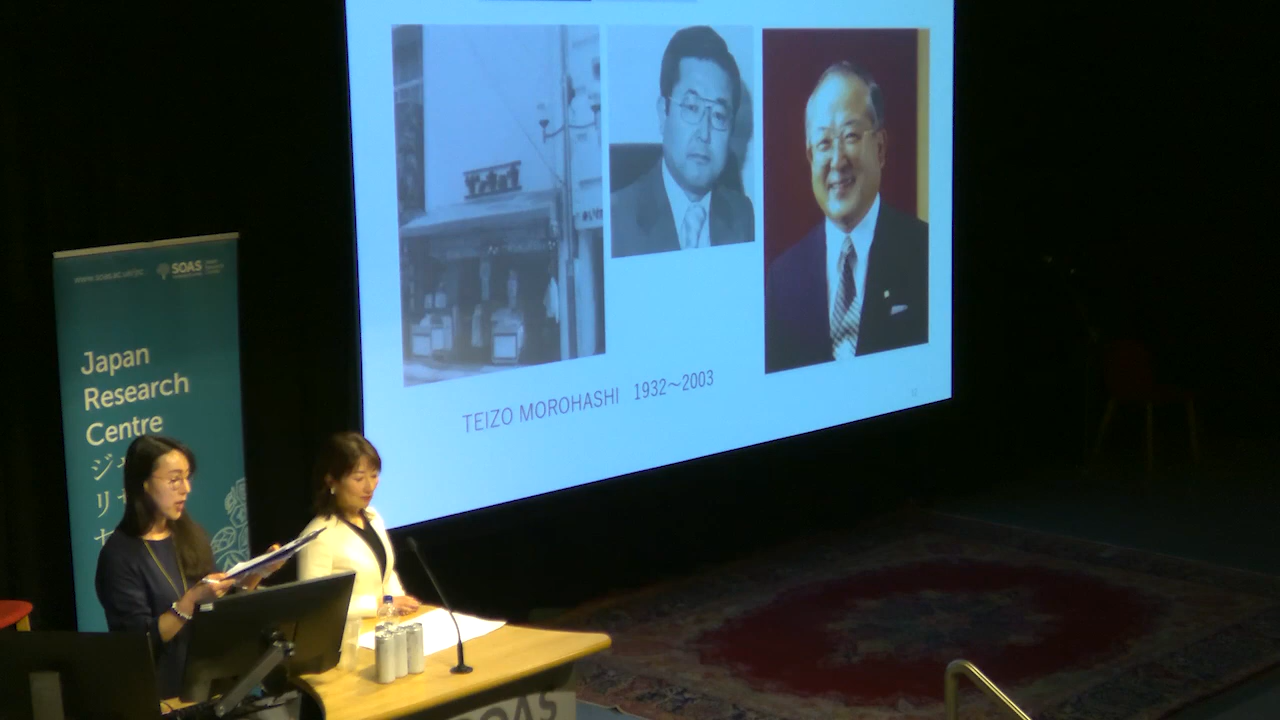 TEIZO MOROHASHI 1932～2003
www.soas.ac.uk/jrc
SOAS
Japan
Research
Centre
ジャ
リサ
セ
SOAS